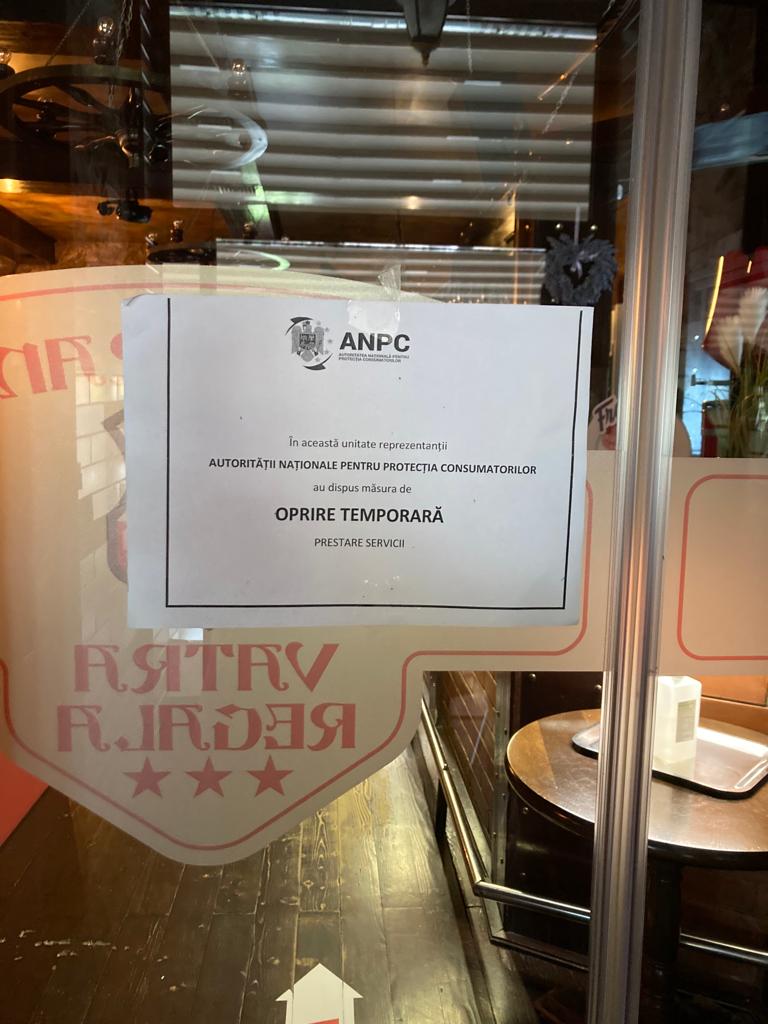 ANPC
AUTORITATEA NAȚIONALĂ PENTRU
PROTECȚIA CONSUMATORILOR
În această unitate reprezentanții
AUTORITĂȚII NAȚIONALE PENTRU PROTECȚIA CONSUMATORILOR
au dispus măsura de
OPRIRE TEMPORARĂ
PRESTARE SERVICII
VATRA
REGALA